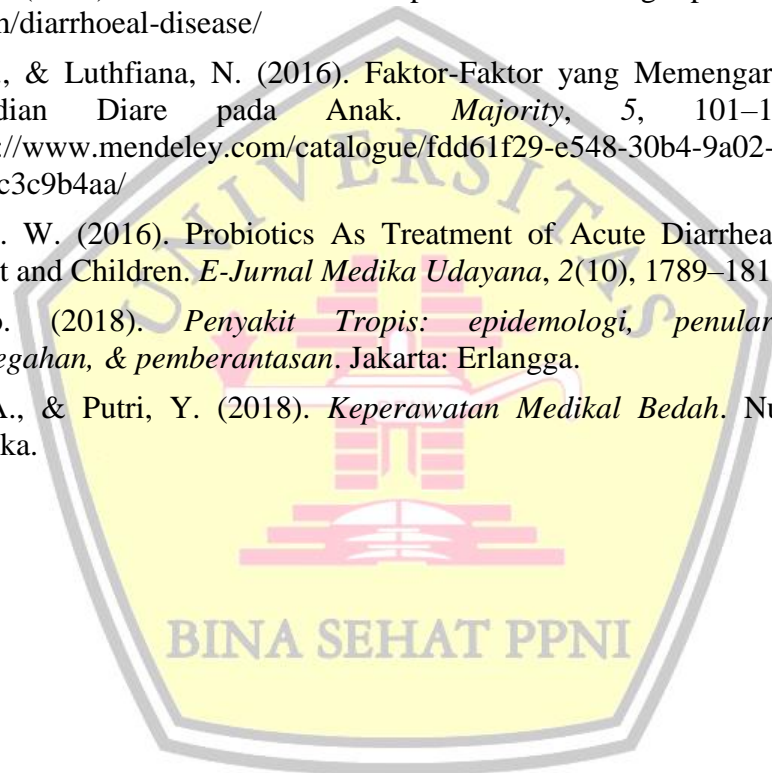 n/diarrhoeal-disease/
., & Luthfiana, N. (2016). Faktor-Faktor yang Memengar
dian Diare pada Anak. Majority, 5, 101–1
://www.mendeley.com/catalogue/fdd61f29-e548-30b4-9a02-
c3c9b4aa/
. W. (2016). Probiotics As Treatment of Acute Diarrhea
t and Children. E-Jurnal Medika Udayana, 2(10), 1789–181
o. (2018). Penyakit Tropis: epidemologi, penular
egahan, & pemberantasan. Jakarta: Erlangga.
A., & Putri, Y. (2018). Keperawatan Medikal Bedah. Nu
ka.
UNIVERSITAS
BINA SEHAT PPNI